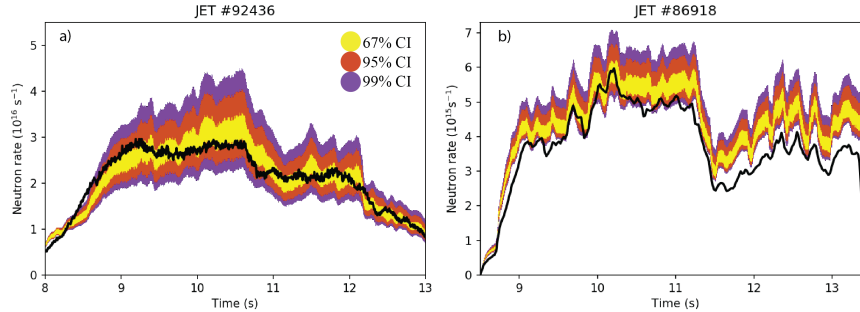 JET #92436
a)
67% CI
95% CI
99% CI
Neutron rate (10¹⁶ s⁻¹)
5
4
3
2
1
0
8
9
10
11
12
13
Time (s)
JET #86918
b)
Neutron rate (10¹⁵s⁻¹)
7
6
5
4
3
2
1
0
9
10
11
12
13
Time (s)